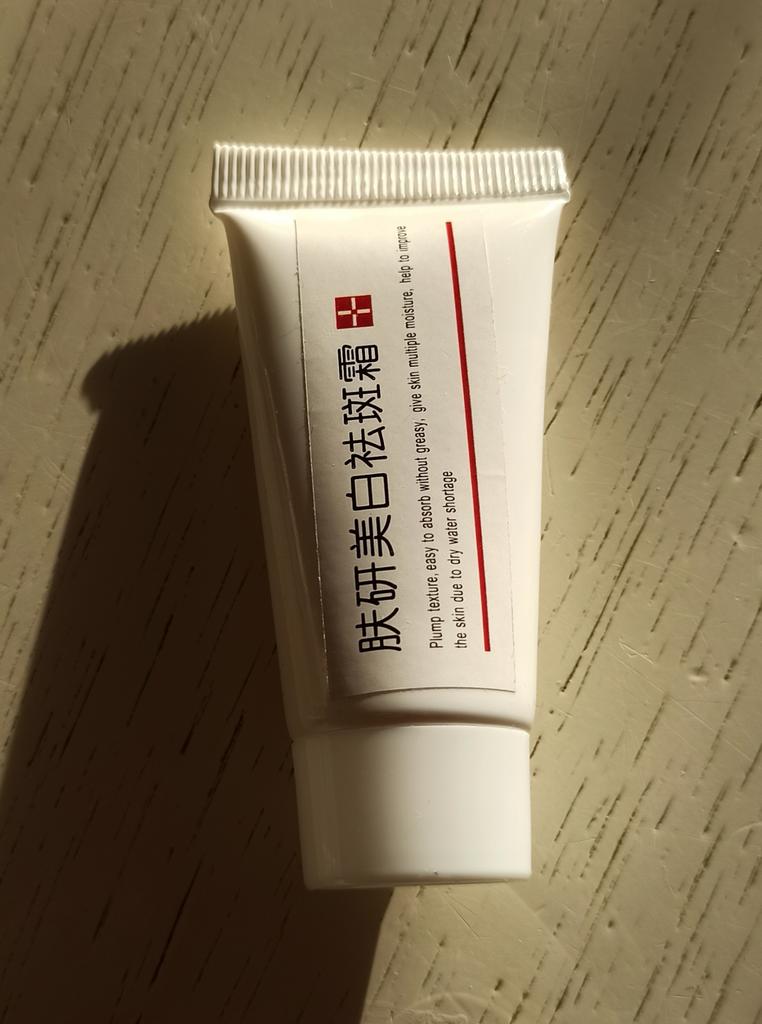 肤研美白祛斑霜
Plump texture, easy to absorb without greasy, give skin multiple moisture, help to improve
the skin due to dry water shortage